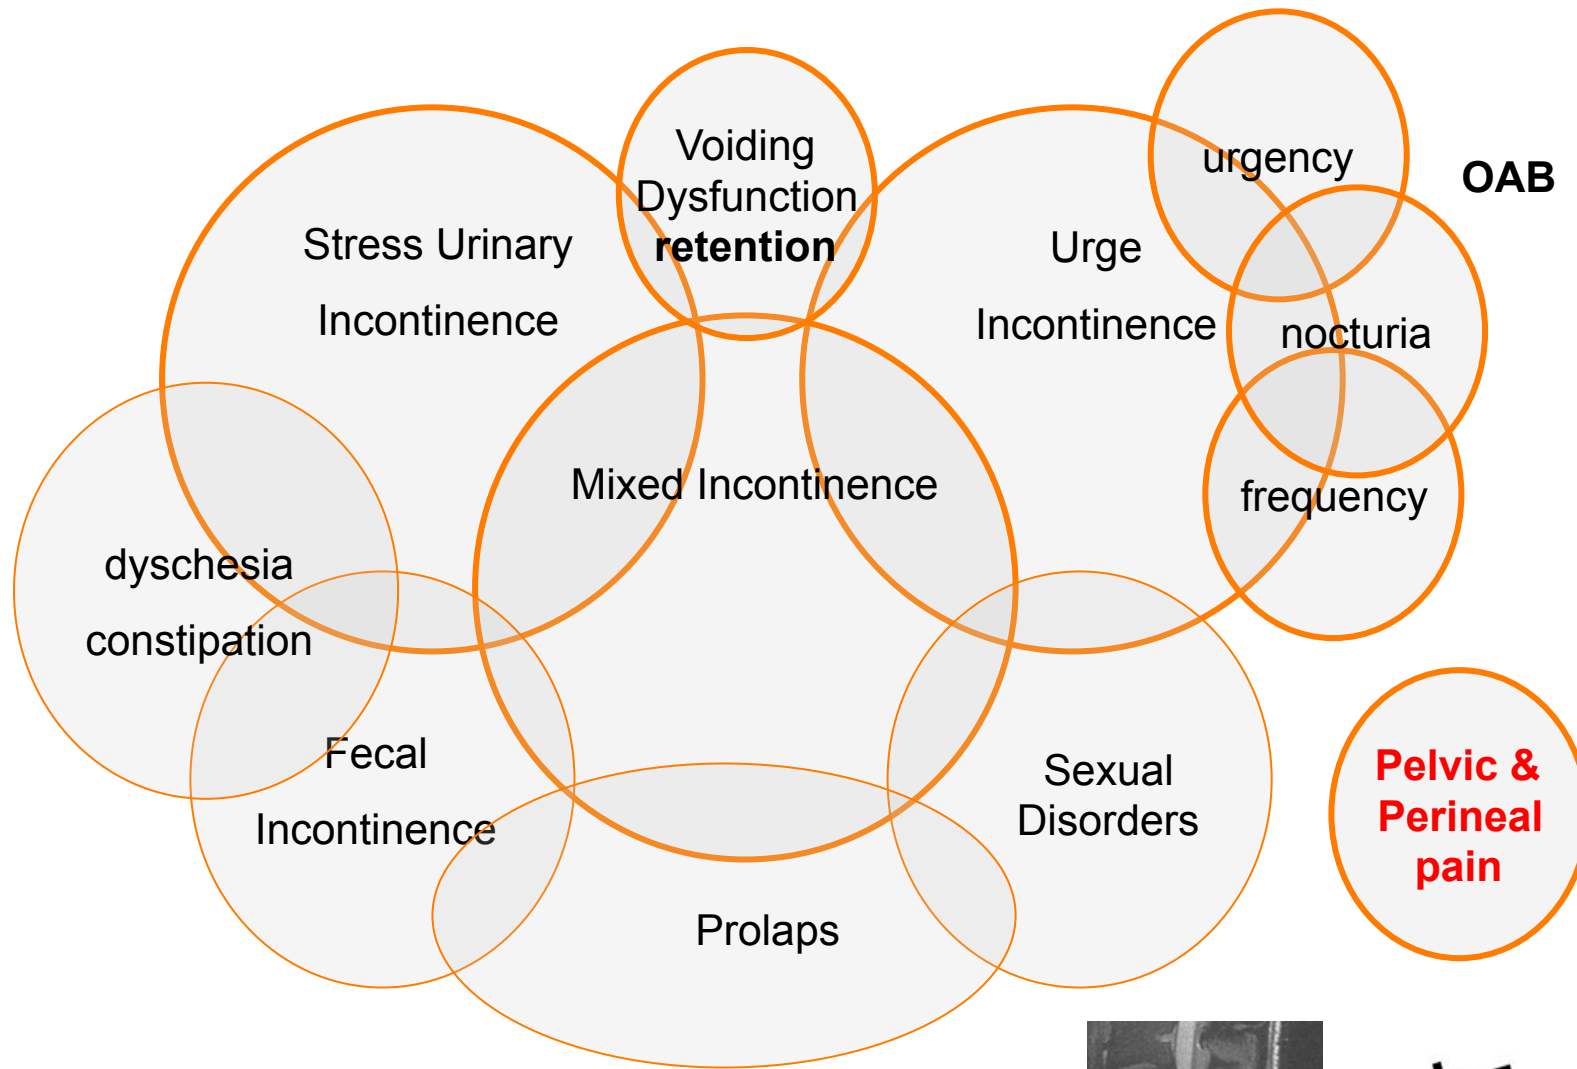 Voiding
Dysfunction
retention
Stress Urinary
Incontinence
Urge
Incontinence
urgency
OAB
nocturia
frequency
Mixed Incontinence
dyschesia
constipation
Fecal
Incontinence
Sexual
Disorders
Prolaps
Pelvic &
Perineal
pain